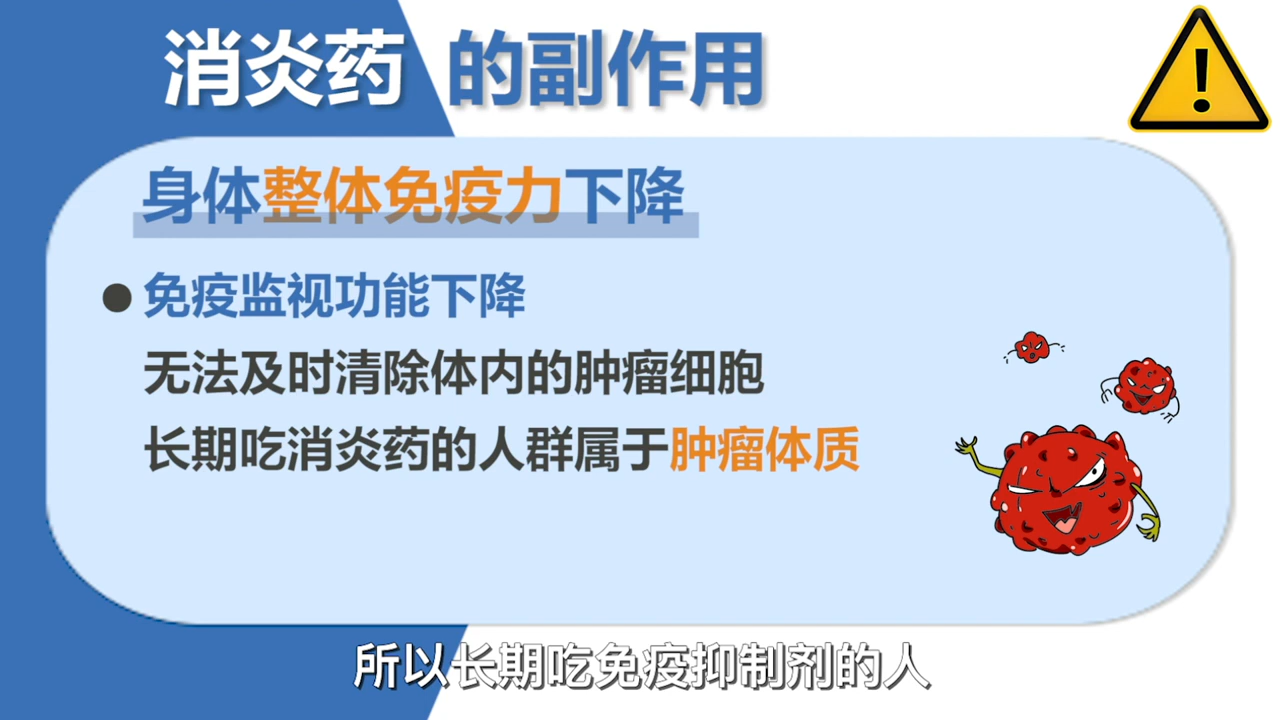 消炎药的副作用
身体整体免疫力下降
免疫监视功能下降
无法及时清除体内的肿瘤细胞
长期吃消炎药的人群属于肿瘤体质
所以长期吃免疫抑制剂的人